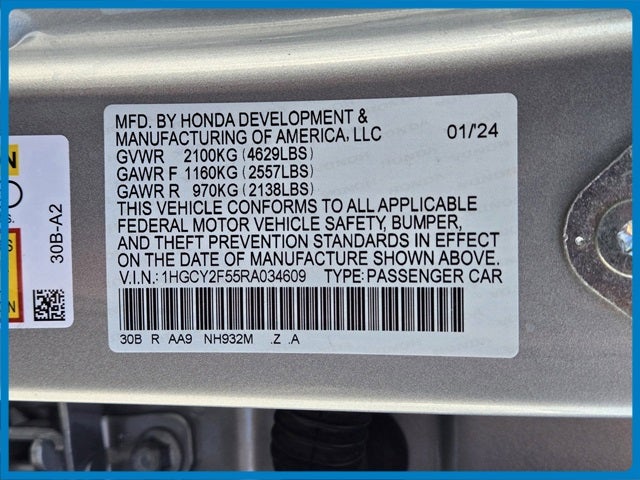 MFD. BY HONDA DEVELOPMENT &
MANUFACTURING OF AMERICA, LLC 01/'24
GVWR 2100KG (4629LBS)
GAWR F 1160KG (2557LBS)
GAWR R 970KG (2138LBS)
THIS VEHICLE CONFORMS TO ALL APPLICABLE
FEDERAL MOTOR VEHICLE SAFETY, BUMPER,
AND THEFT PREVENTION STANDARDS IN EFFECT
ON THE DATE OF MANUFACTURE SHOWN ABOVE.
V.I.N.: 1HGCY2F55RA034609 TYPE: PASSENGER CAR
30B R AA9 NH932M .Z .A
30B-A2